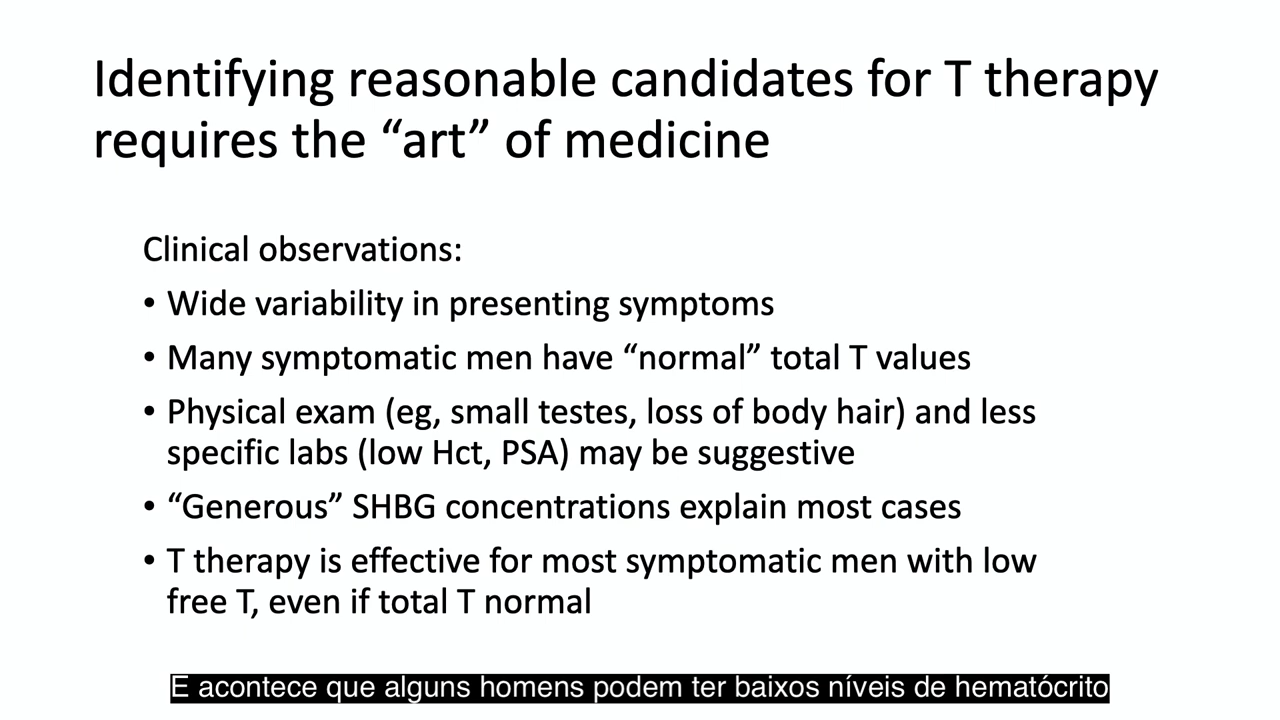 Identifying reasonable candidates for T therapy
requires the “art” of medicine
Clinical observations:
• Wide variability in presenting symptoms
• Many symptomatic men have “normal” total T values
• Physical exam (eg, small testes, loss of body hair) and less
specific labs (low Hct, PSA) may be suggestive
• “Generous” SHBG concentrations explain most cases
• T therapy is effective for most symptomatic men with low
free T, even if total T normal
E acontece que alguns homens podem ter baixos níveis de hematócrito